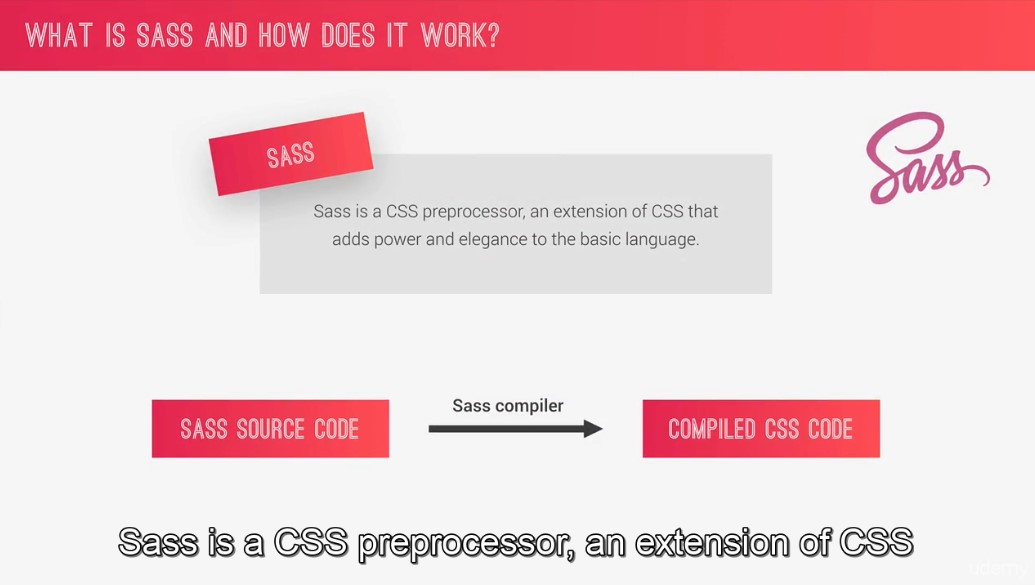 WHAT IS SASS AND HOW DOES IT WORK?
SASS
Sass
Sass is a CSS preprocessor, an extension of CSS that
adds power and elegance to the basic language.
Sass compiler
SASS SOURCE CODE
COMPILED CSS CODE
Sass is a CSS preprocessor, an extension of CSS
udemy